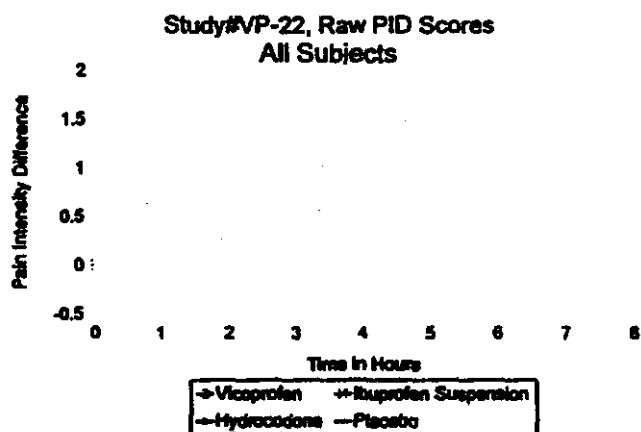 Study#VP-22, Raw PID Scores
All Subjects
Pain Intensity Difference
2
1.5
1
0.5
0
-0.5
0 1 2 3 4 5 6 7 8
Time in Hours
Vicoprofen Ibuprofen Suspension
Hydrocodone Placebo